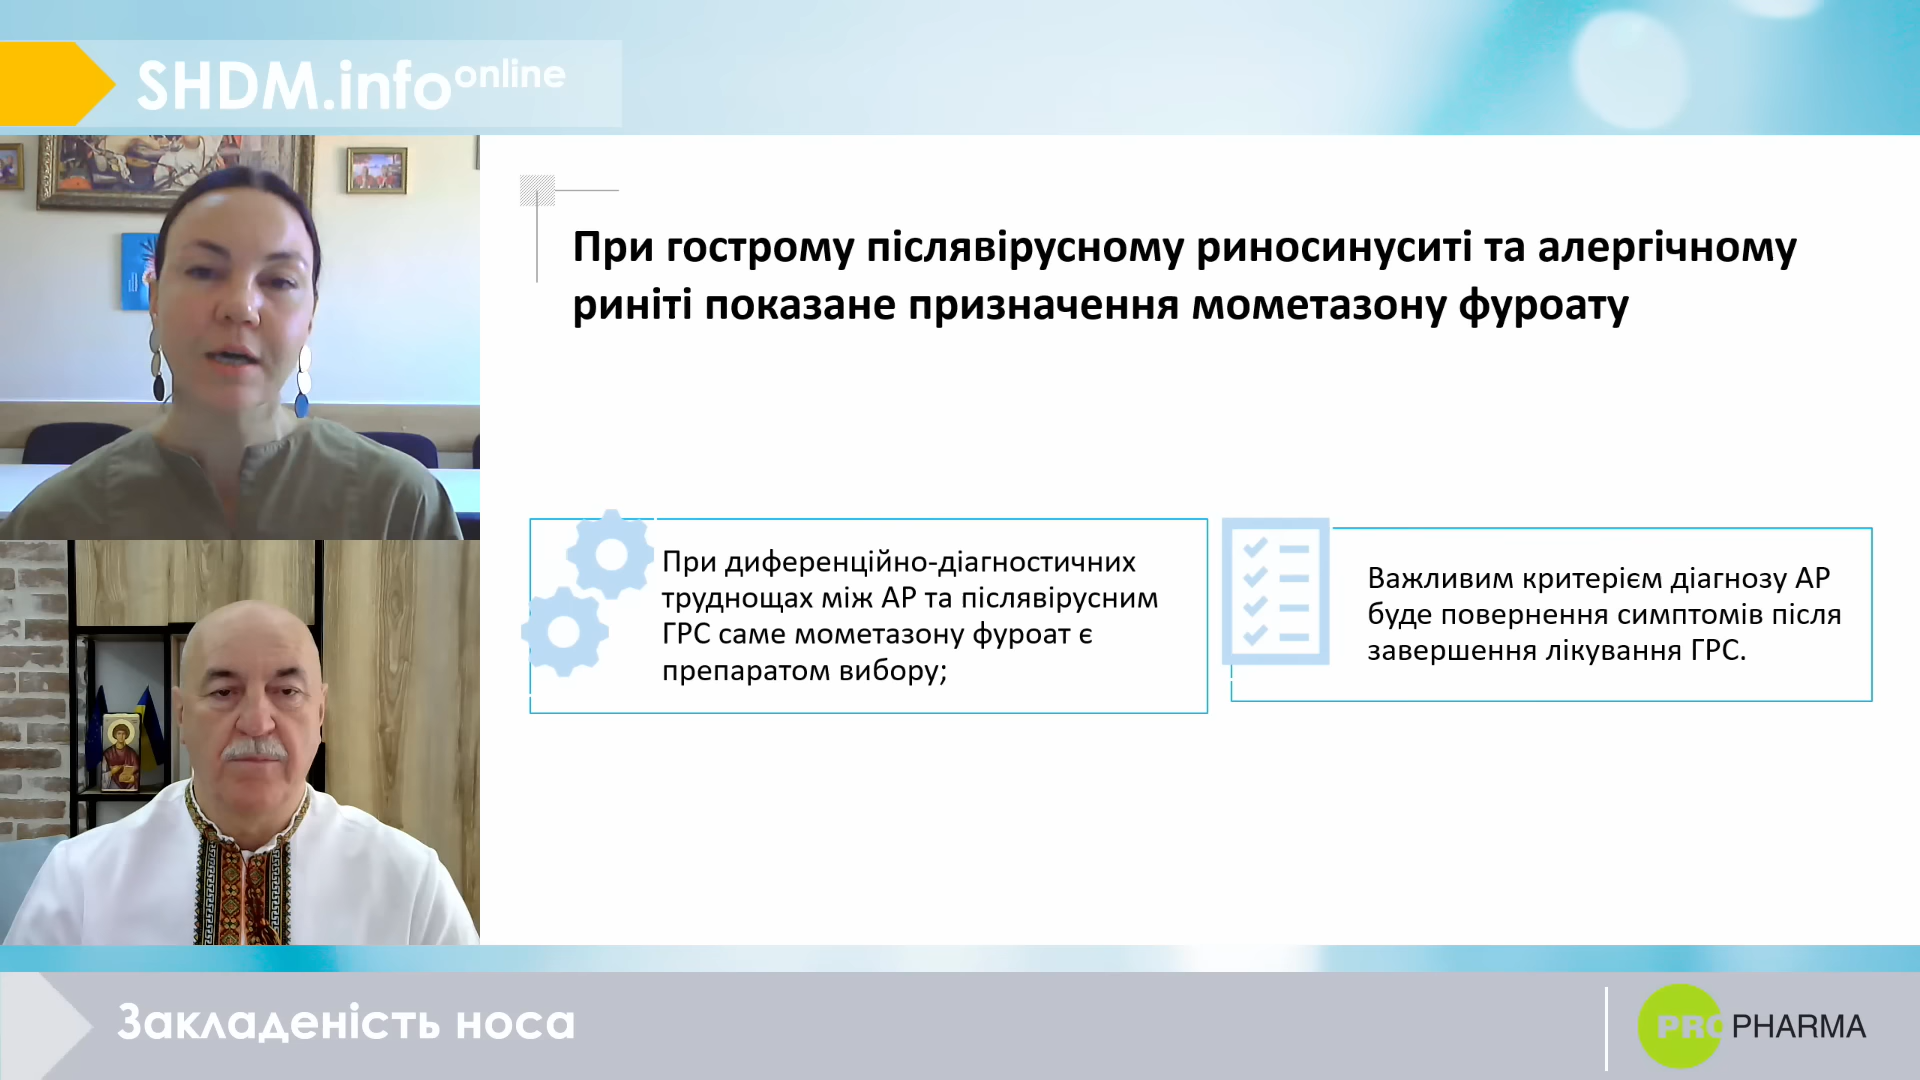 SHDM.info online
При гострому післявірусному риносинуситі та алергічному
риніті показане призначення мометазону фуроату
При диференційно-діагностичних
труднощах між АР та післявірусним
ГРС саме мометазону фуроат є
препаратом вибору;
Важливим критерієм діагнозу АР
буде повернення симптомів після
завершення лікування ГРС.
Закладеність носа
PRO PHARMA